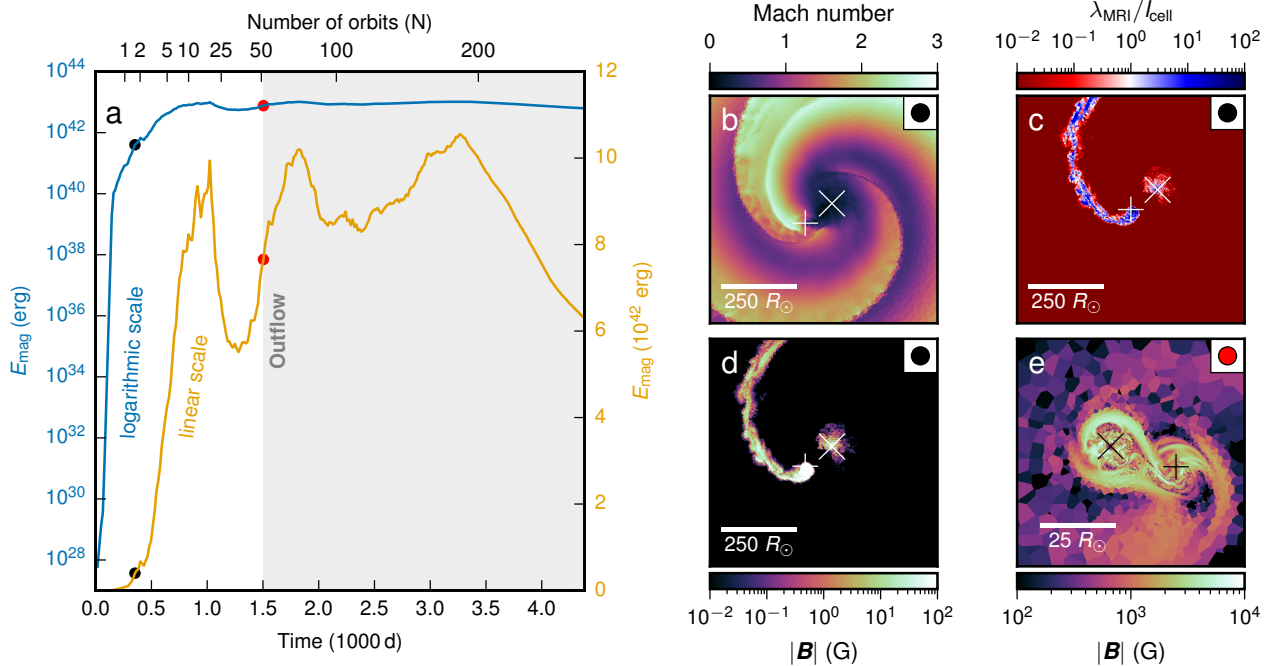 Number of orbits (N)
1 2 5 10 25 50 100 200
a
10^44
10^42
10^40
10^38
10^36
10^34
10^32
10^30
10^28
E_mag (erg)
logarithmic scale
linear scale
Outflow
12
10
8
6
4
2
0
E_mag (10^42 erg)
0.0 0.5 1.0 1.5 2.0 2.5 3.0 3.5 4.0
Time (1000 d)
Mach number
0 1 2 3
b
250 R_⊙
λ_MRI/l_cell
10^−2 10^−1 10^0 10^1 10^2
c
250 R_⊙
d
250 R_⊙
10^−2 10^−1 10^0 10^1 10^2
|B| (G)
e
25 R_⊙
10^2 10^3 10^4
|B| (G)